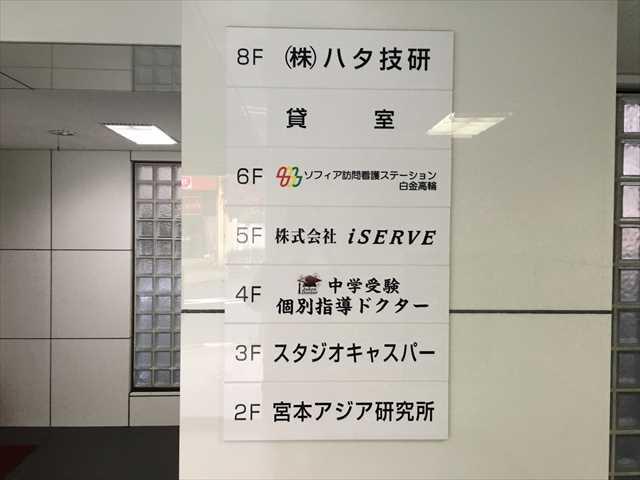 8F (株)ハタ技研
貸室
6F ソフィア訪問看護ステーション
白金高輪
5F 株式会社 iSERVE
4F 中学受験
個別指導ドクター
3F スタジオキャスパー
2F 宮本アジア研究所